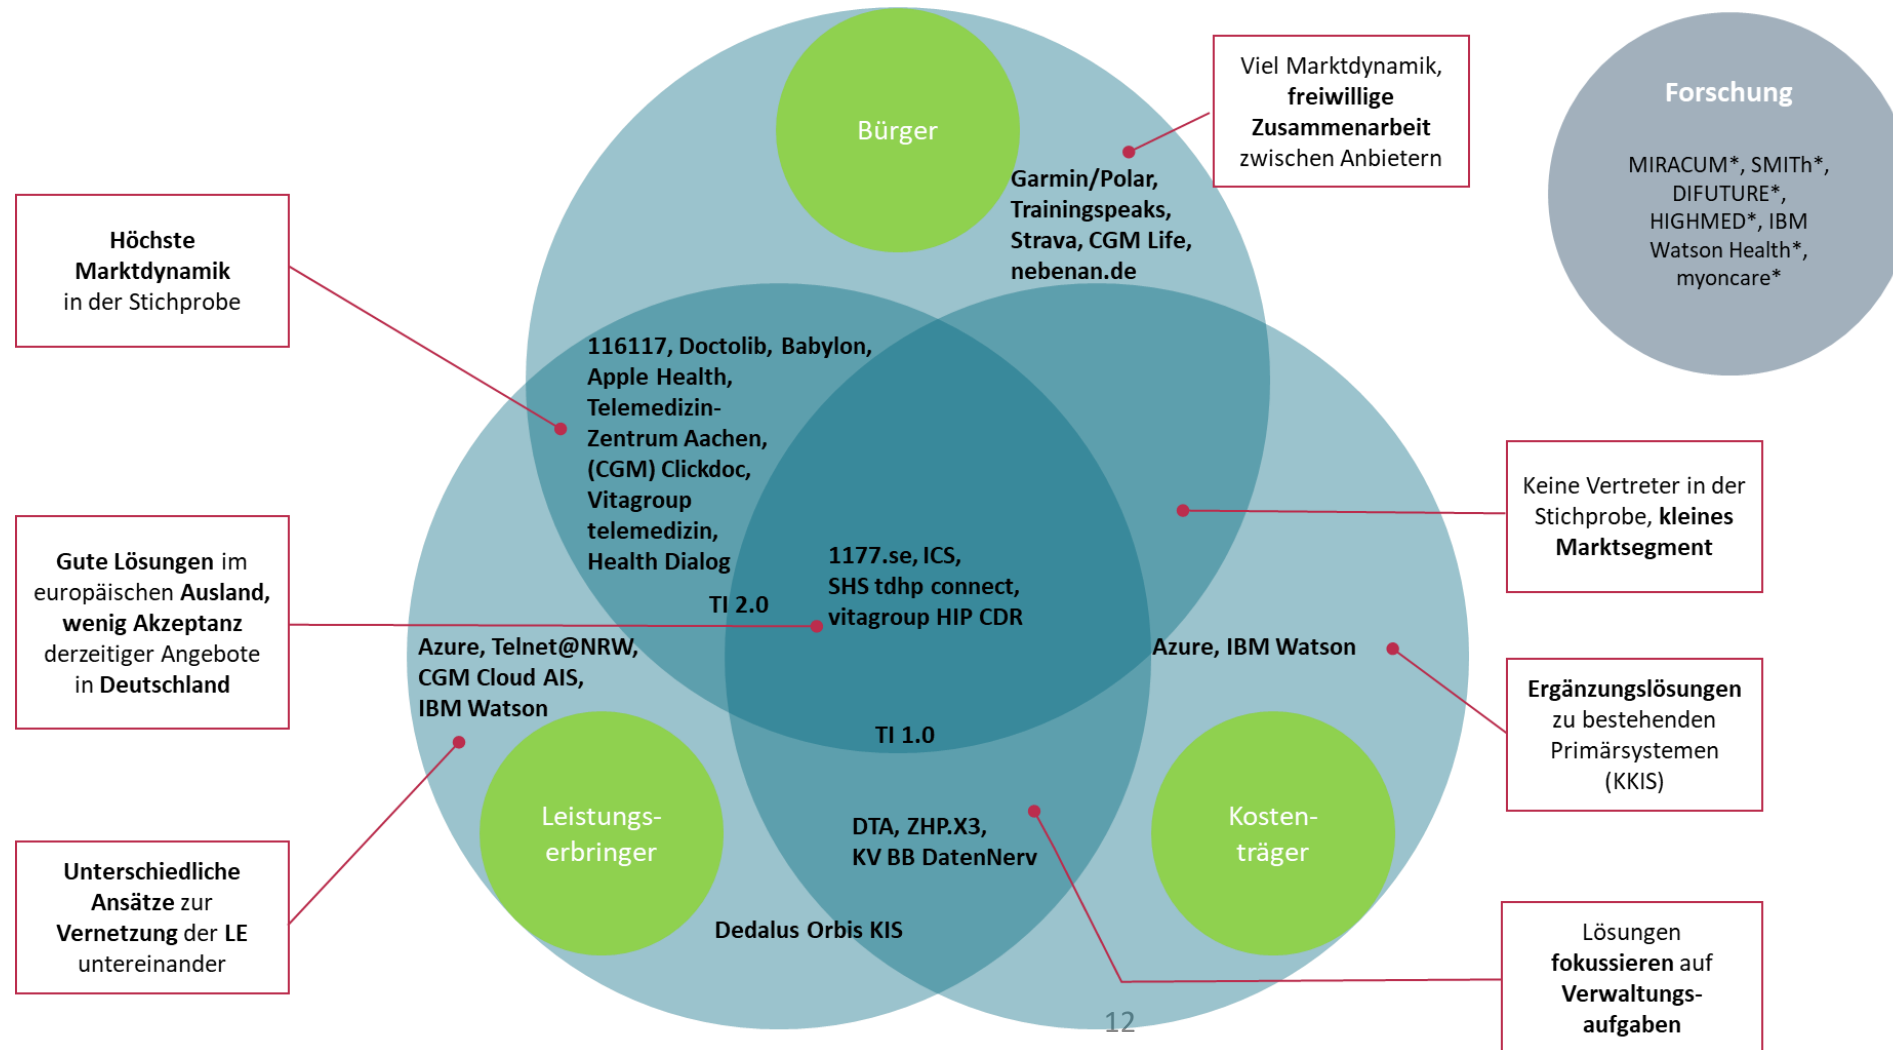 Bürger
Viel Marktdynamik,
freiwillige
Zusammenarbeit
zwischen Anbietern
Forschung
MIRACUM*, SMITh*,
DIFUTURE*,
HIGHMED*, IBM
Watson Health*,
myoncare*
Garmin/Polar,
Trainingspeaks,
Strava, CGM Life,
nebenan.de
Höchste
Marktdynamik
in der Stichprobe
116117, Doctolib, Babylon,
Apple Health,
Telemedizin-
Zentrum Aachen,
(CGM) Clickdoc,
Vitagroup
telemedizin,
Health Dialog
Keine Vertreter in der
Stichprobe, kleines
Marktsegment
Gute Lösungen im
europäischen Ausland,
wenig Akzeptanz
derzeitiger Angebote
in Deutschland
1177.se, ICS,
SHS tdhp connect,
vitagroup HIP CDR
TI 2.0
Azure, Telnet@NRW,
CGM Cloud AIS,
IBM Watson
Azure, IBM Watson
Ergänzungslösungen
zu bestehenden
Primärsystemen
(KKIS)
TI 1.0
Leistungs-
erbringer
DTA, ZHP.X3,
KV BB DatenNerv
Kosten-
träger
Unterschiedliche
Ansätze zur
Vernetzung der LE
untereinander
Dedalus Orbis KIS
Lösungen
fokussieren auf
Verwaltungs-
aufgaben
12